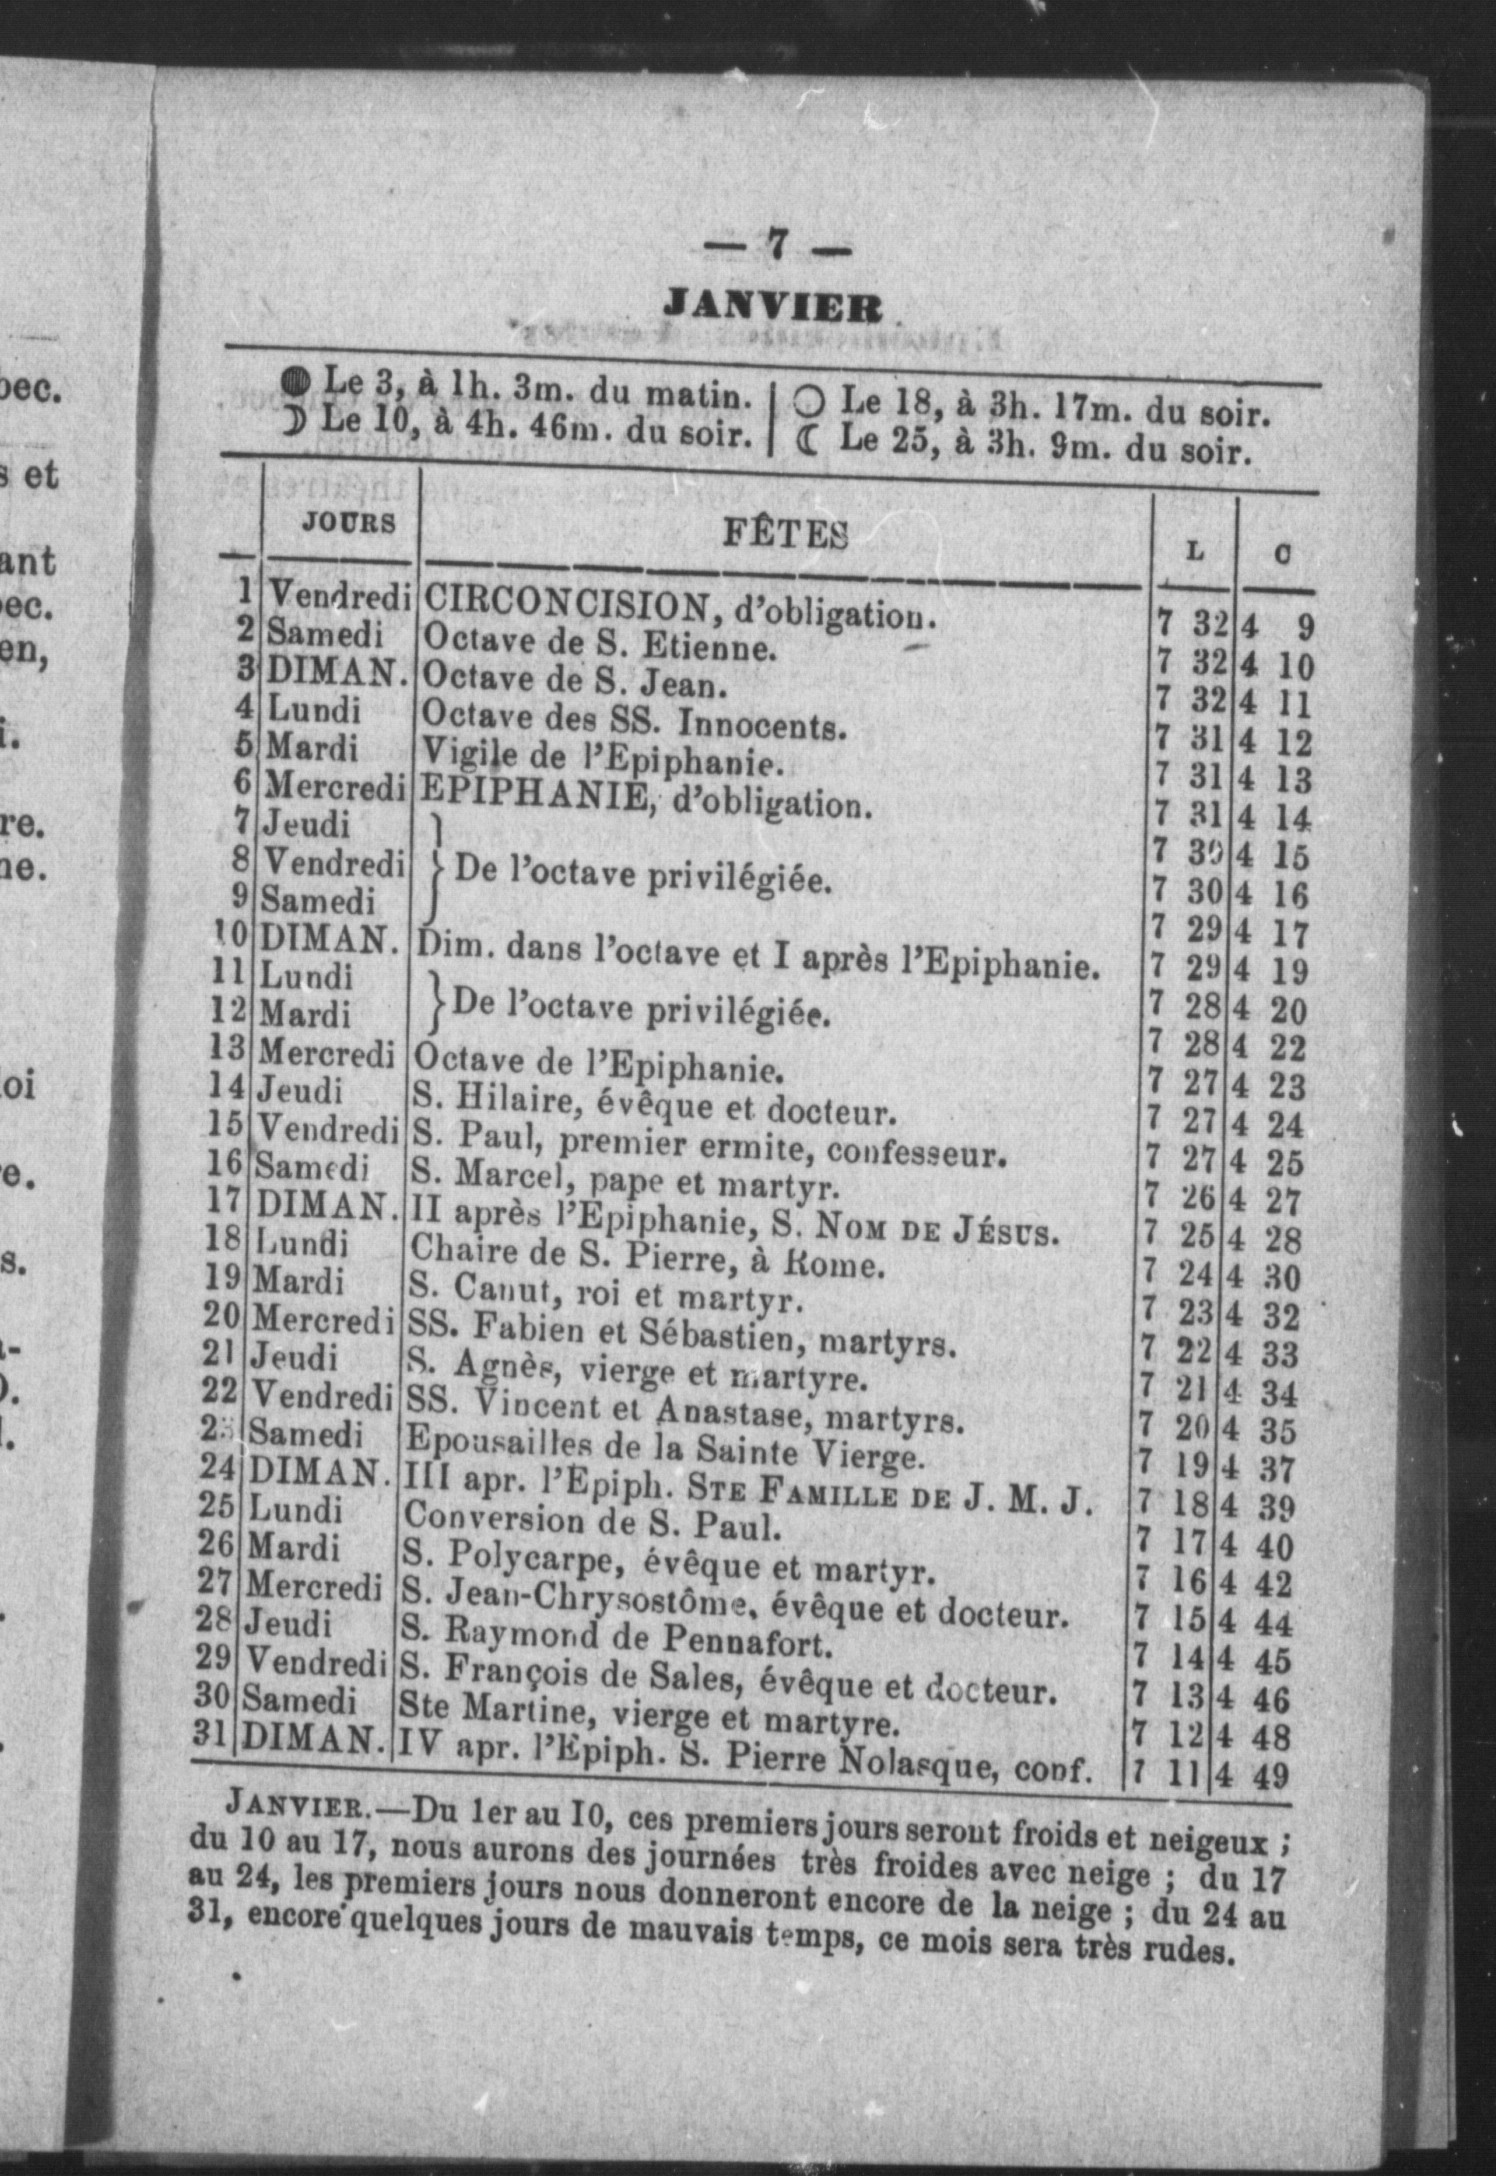 — 7 —
JANVIER
Le 3, à 1h. 3m. du matin. Le 18, à 3h. 17m. du soir.
Le 10, à 4h. 46m. du soir. Le 25, à 3h. 9m. du soir.
JOURS FÊTES L C
1 Vendredi CIRCONCISION, d'obligation. 7 32 4 9
2 Samedi Octave de S. Etienne. 7 32 4 10
3 DIMAN. Octave de S. Jean. 7 32 4 11
4 Lundi Octave des SS. Innocents. 7 31 4 12
5 Mardi Vigile de l'Epiphanie. 7 31 4 13
6 Mercredi EPIPHANIE, d'obligation. 7 31 4 14
7 Jeudi 7 30 4 15
8 Vendredi } De l'octave privilégiée. 7 30 4 16
9 Samedi 7 29 4 17
10 DIMAN. Dim. dans l'octave et I après l'Epiphanie. 7 29 4 19
11 Lundi } De l'octave privilégiée. 7 28 4 20
12 Mardi 7 28 4 22
13 Mercredi Octave de l'Epiphanie. 7 27 4 23
14 Jeudi S. Hilaire, évêque et docteur. 7 27 4 24
15 Vendredi S. Paul, premier ermite, confesseur. 7 27 4 25
16 Samedi S. Marcel, pape et martyr. 7 26 4 27
17 DIMAN. II après l'Epiphanie, S. NOM DE JÉSUS. 7 25 4 28
18 Lundi Chaire de S. Pierre, à Rome. 7 24 4 30
19 Mardi S. Canut, roi et martyr. 7 23 4 32
20 Mercredi SS. Fabien et Sébastien, martyrs. 7 22 4 33
21 Jeudi S. Agnès, vierge et martyre. 7 21 4 34
22 Vendredi SS. Vincent et Anastase, martyrs. 7 20 4 35
23 Samedi Epousailles de la Sainte Vierge. 7 19 4 37
24 DIMAN. III apr. l'Epiph. STE FAMILLE DE J. M. J. 7 18 4 39
25 Lundi Conversion de S. Paul. 7 17 4 40
26 Mardi S. Polycarpe, évêque et martyr. 7 16 4 42
27 Mercredi S. Jean-Chrysostôme, évêque et docteur. 7 15 4 44
28 Jeudi S. Raymond de Pennafort. 7 14 4 45
29 Vendredi S. François de Sales, évêque et docteur. 7 13 4 46
30 Samedi Ste Martine, vierge et martyre. 7 12 4 48
31 DIMAN. IV apr. l'Epiph. S. Pierre Nolasque, conf. 7 11 4 49
JANVIER.—Du 1er au 10, ces premiers jours seront froids et neigeux ;
du 10 au 17, nous aurons des journées très froides avec neige ; du 17
au 24, les premiers jours nous donneront encore de la neige ; du 24 au
31, encore quelques jours de mauvais temps, ce mois sera très rudes.